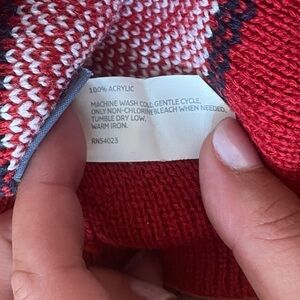 100% ACRYLIC
MACHINE WASH COLD, GENTLE CYCLE,
ONLY NON-CHLORINE BLEACH WHEN NEEDED,
TUMBLE DRY LOW,
WARM IRON.
RN54023